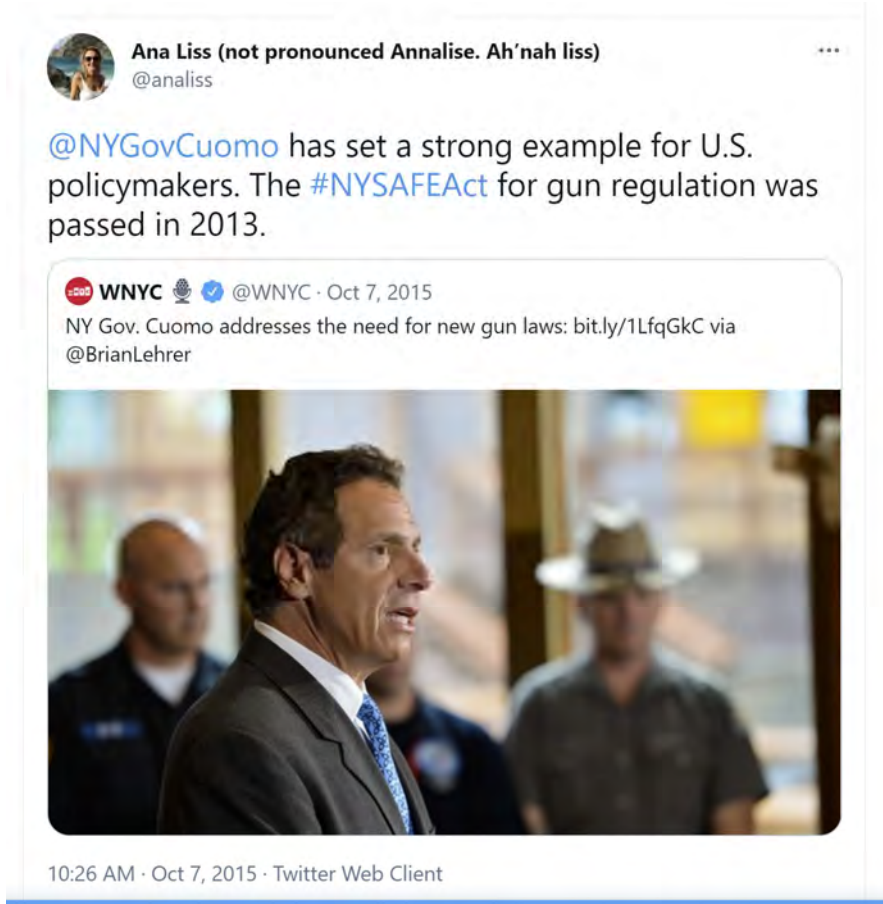 Ana Liss (not pronounced Annalise. Ah’nah liss)
@analiss
@NYGovCuomo has set a strong example for U.S.
policymakers. The #NYSAFEAct for gun regulation was
passed in 2013.
WNYC @WNYC · Oct 7, 2015
NY Gov. Cuomo addresses the need for new gun laws: bit.ly/1LfqGkC via
@BrianLehrer
10:26 AM · Oct 7, 2015 · Twitter Web Client